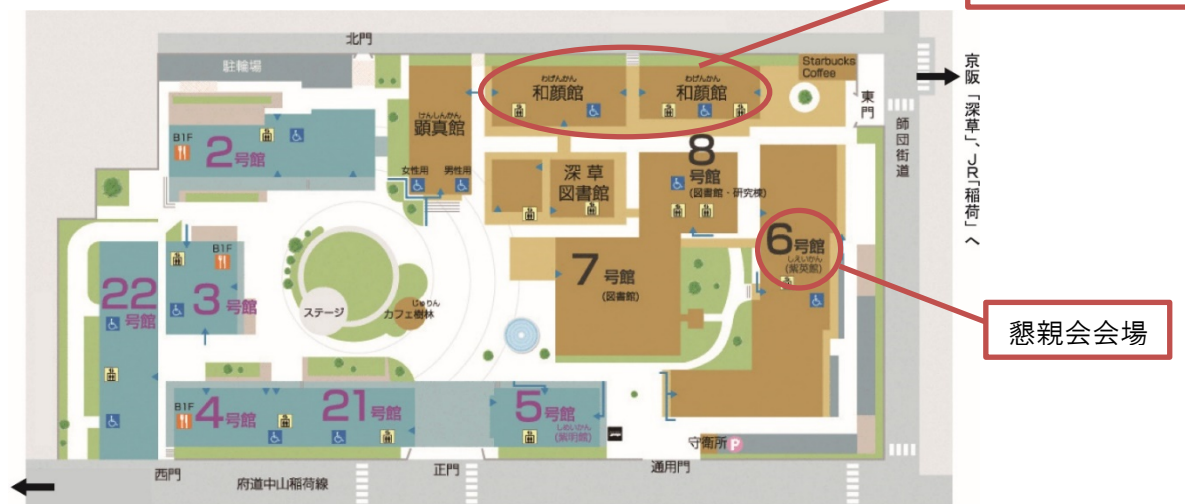 北門
駐輪場
Starbucks
Coffee
わげんかん
和顔館
わげんかん
和顔館
けんしんかん
顕真館
東門
京阪「深草」、JR「稲荷」へ
師団街道
B1F
2号館
女性用
男性用
深草
図書館
8
号館
(図書館・研究棟)
6号館
しえいかん
(紫英館)
7号館
(図書館)
B1F
22
号館
3号館
ステージ
じゅりん
カフェ樹林
懇親会会場
B1F
4号館
21号館
5号館
しめいかん
(紫明館)
守衛所 P
西門
正門
通用門
府道中山稲荷線